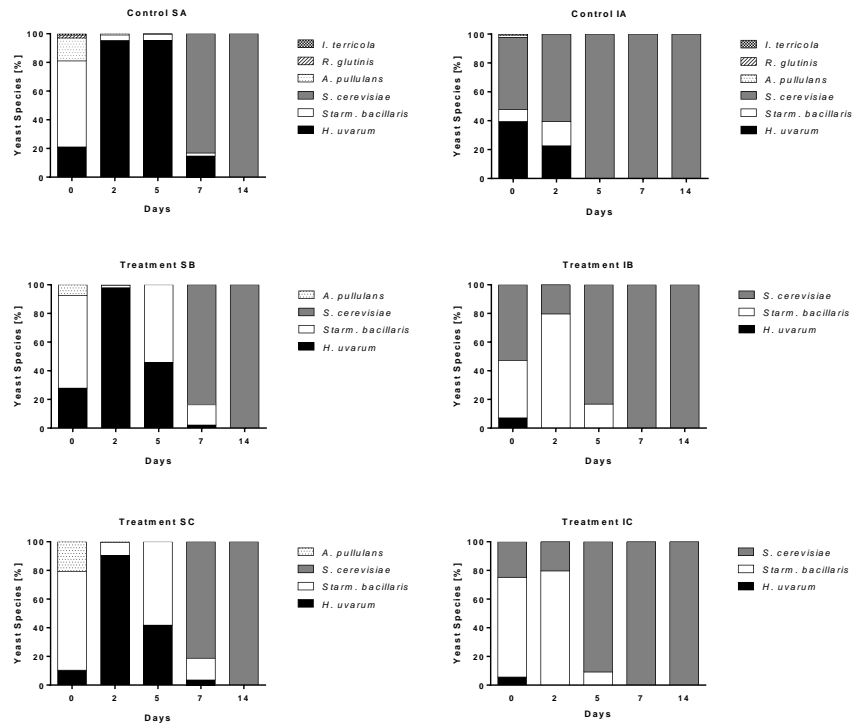 Control SA
Yeast Species [%]
100
80
60
40
20
0
0 2 5 7 14
Days
I. terricola
R. glutinis
A. pullulans
S. cerevisiae
Starm. bacillaris
H. uvarum
Control IA
Yeast Species [%]
100
80
60
40
20
0
0 2 5 7 14
Days
I. terricola
R. glutinis
A. pullulans
S. cerevisiae
Starm. bacillaris
H. uvarum
Treatment SB
Yeast Species [%]
100
80
60
40
20
0
0 2 5 7 14
Days
A. pullulans
S. cerevisiae
Starm. bacillaris
H. uvarum
Treatment IB
Yeast Species [%]
100
80
60
40
20
0
0 2 5 7 14
Days
S. cerevisiae
Starm. bacillaris
H. uvarum
Treatment SC
Yeast Species [%]
100
80
60
40
20
0
0 2 5 7 14
Days
A. pullulans
S. cerevisiae
Starm. bacillaris
H. uvarum
Treatment IC
Yeast Species [%]
100
80
60
40
20
0
0 2 5 7 14
Days
S. cerevisiae
Starm. bacillaris
H. uvarum